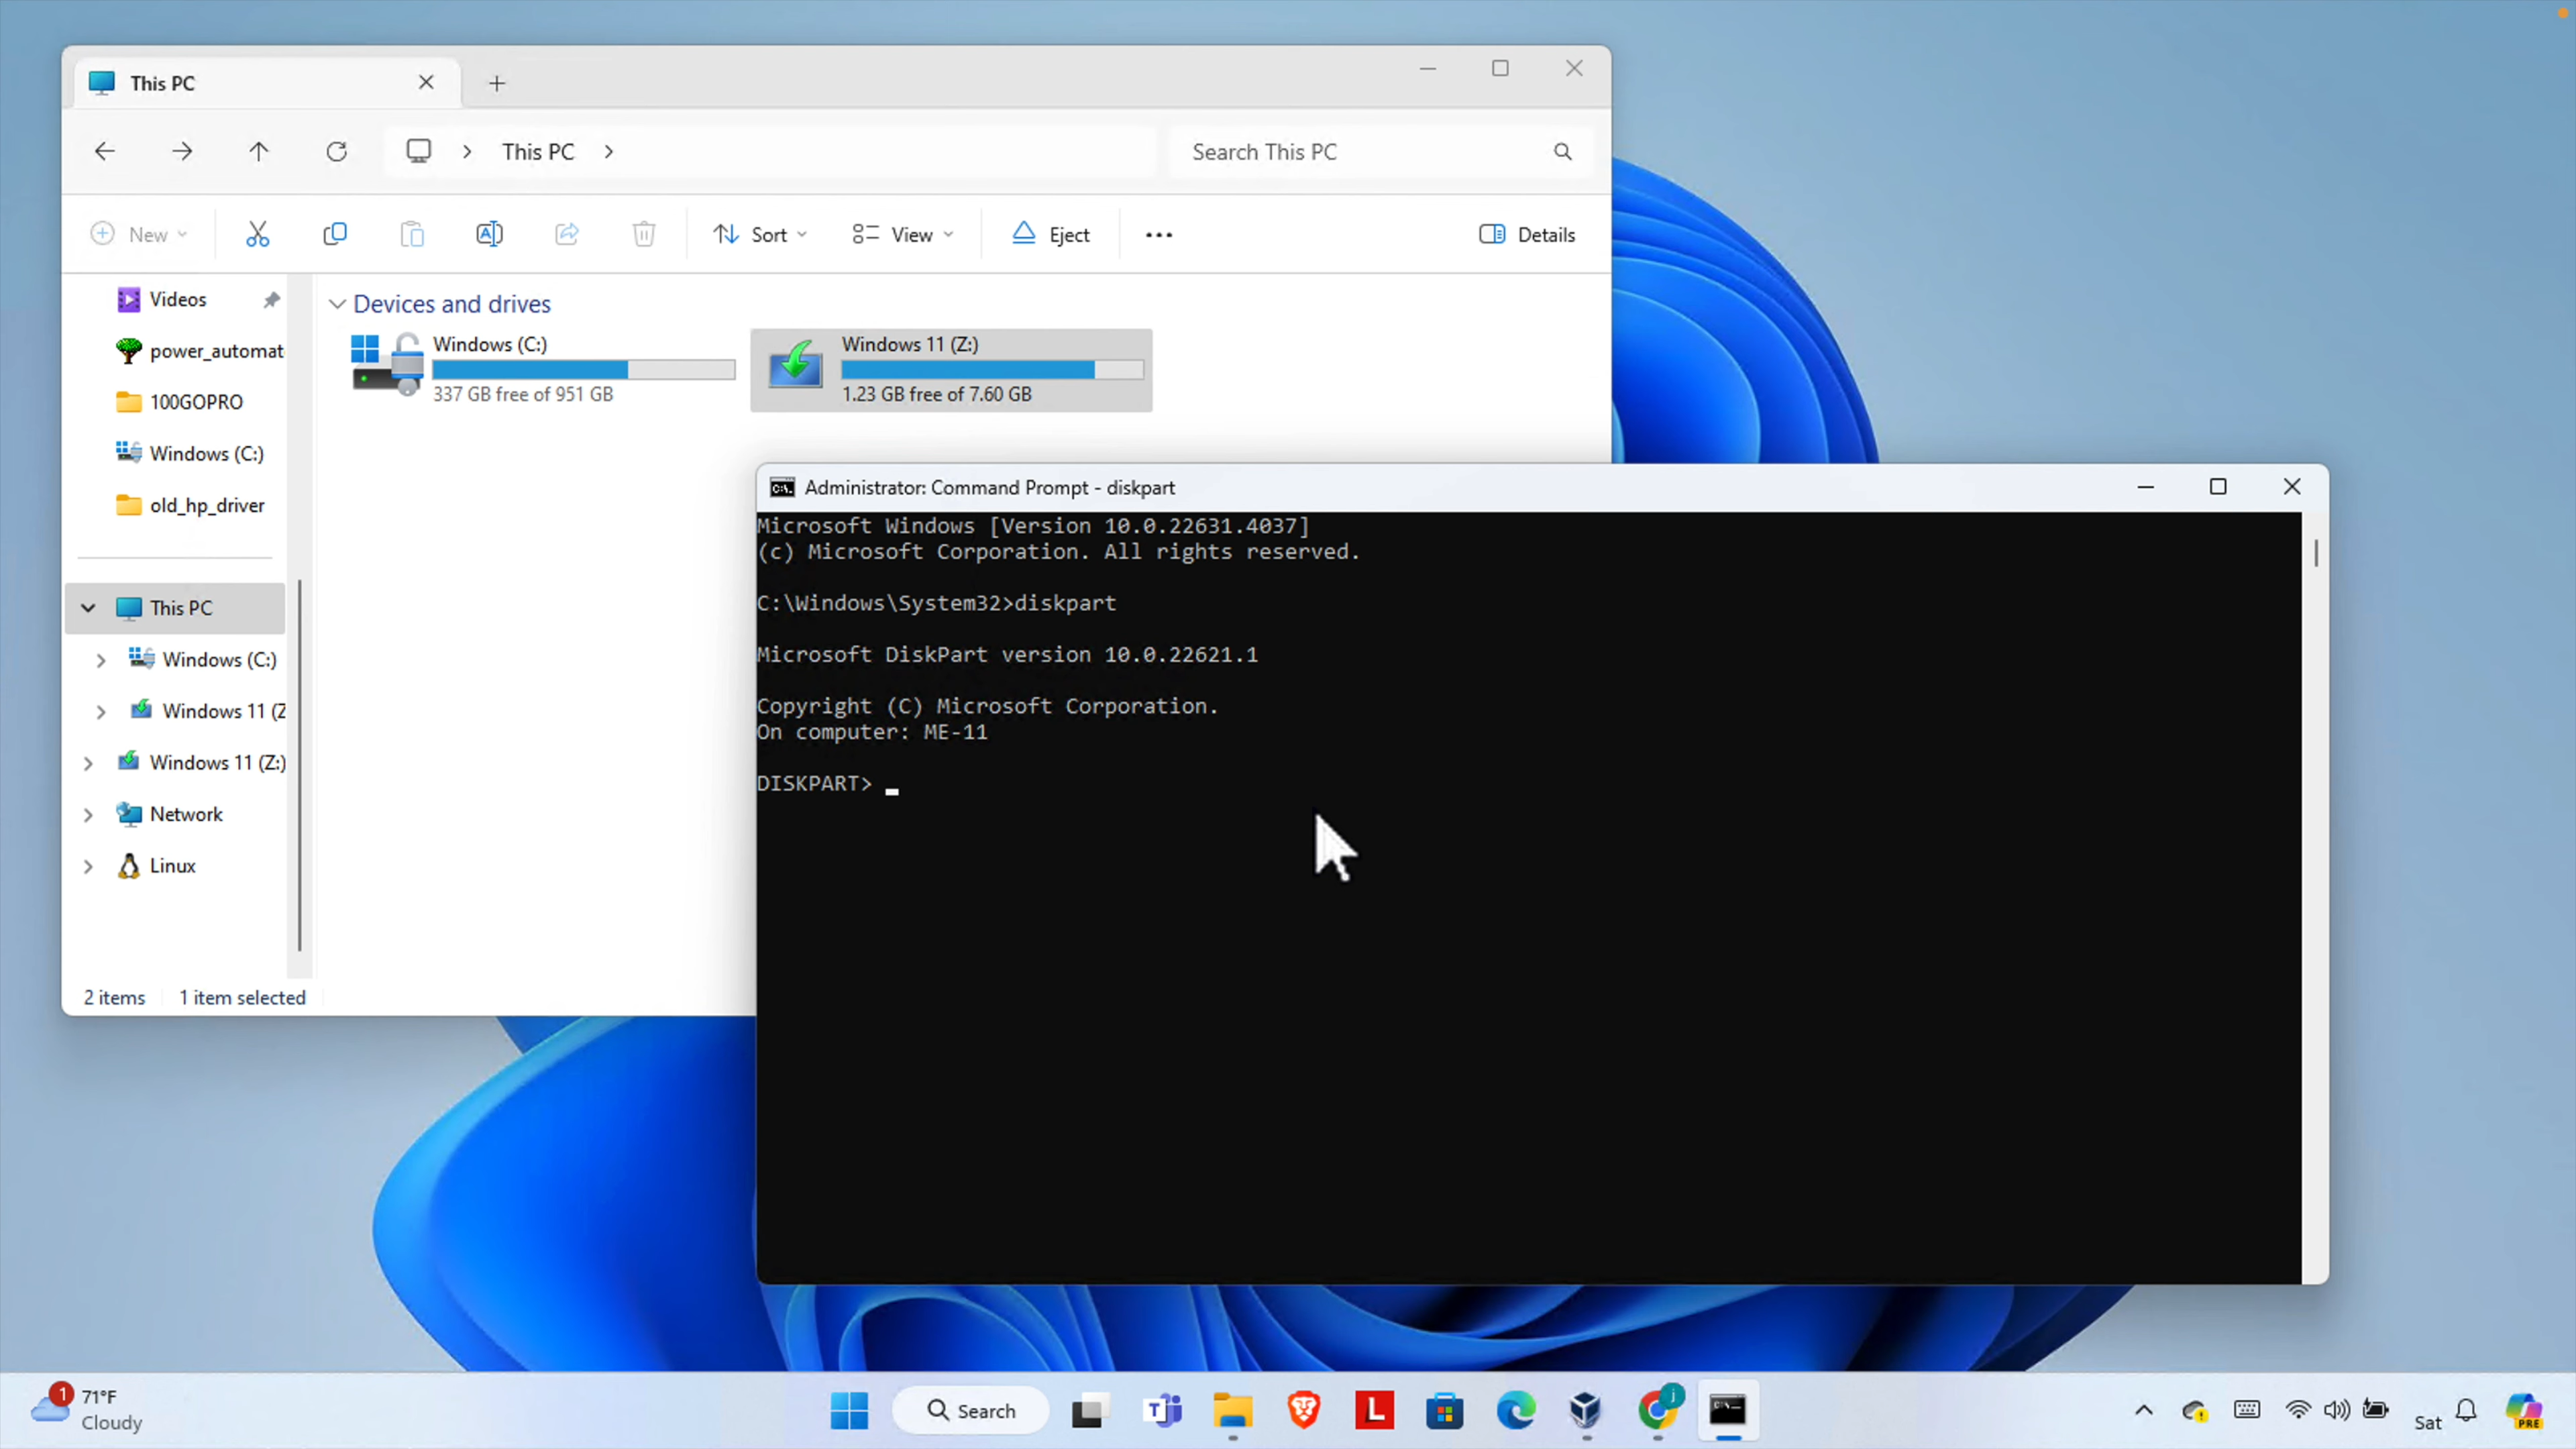 This PC
This PC
Search This PC
New
Sort
View
Eject
Details
Videos
power_automat
100GOPRO
Windows (C:)
old_hp_driver
This PC
Windows (C:)
Windows 11 (Z
Windows 11 (Z:)
Network
Linux
Devices and drives
Windows (C:)
337 GB free of 951 GB
Windows 11 (Z:)
1.23 GB free of 7.60 GB
2 items
1 item selected
Administrator: Command Prompt - diskpart
Microsoft Windows [Version 10.0.22631.4037]
(c) Microsoft Corporation. All rights reserved.
C:\Windows\System32>diskpart
Microsoft DiskPart version 10.0.22621.1
Copyright (C) Microsoft Corporation.
On computer: ME-11
DISKPART>
1
71°F
Cloudy
Search
T
L
j
Sat
PRE